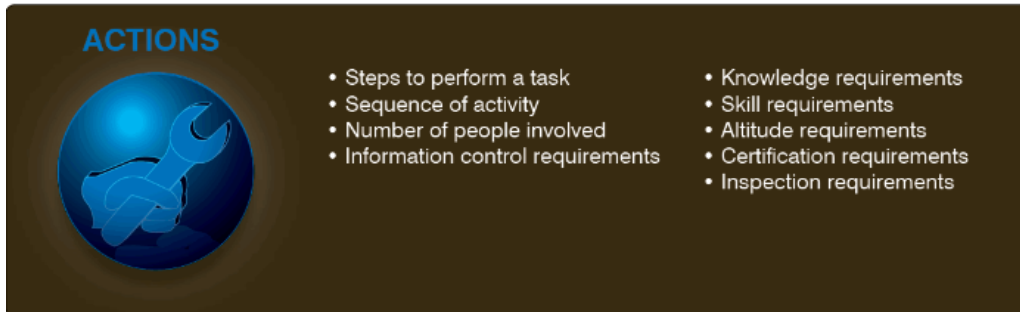 ACTIONS
• Steps to perform a task
• Sequence of activity
• Number of people involved
• Information control requirements
• Knowledge requirements
• Skill requirements
• Altitude requirements
• Certification requirements
• Inspection requirements